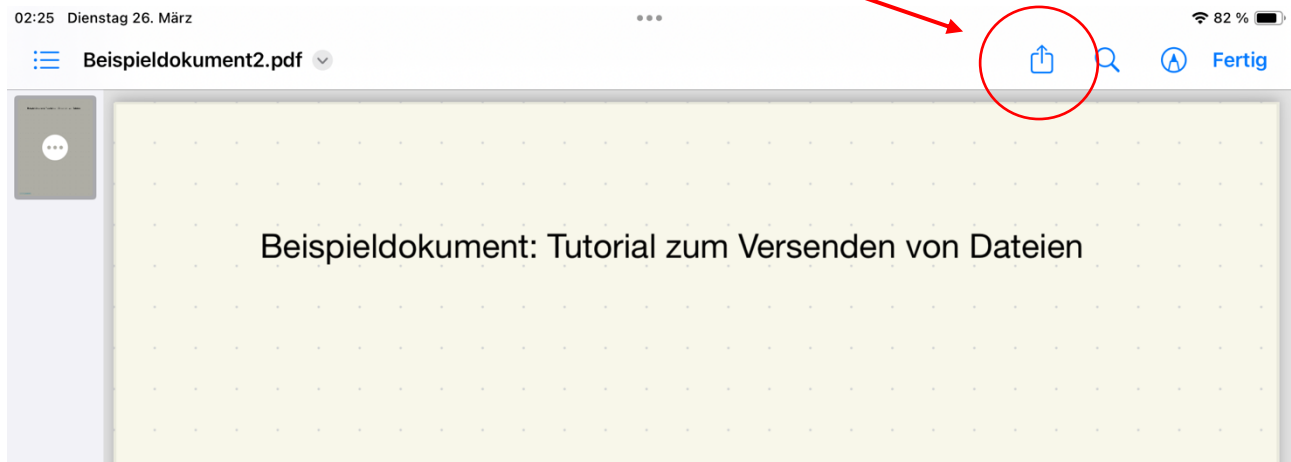 02:25 Dienstag 26. März
82 %
Beispieldokument2.pdf
Fertig
Beispieldokument: Tutorial zum Versenden von Dateien